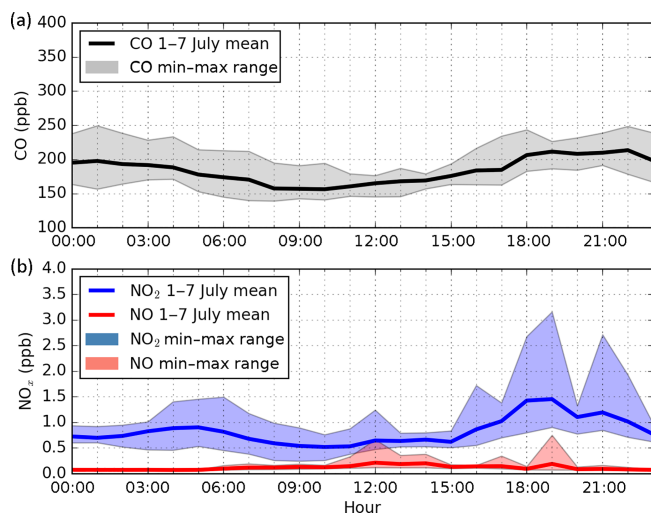 (a)
400
350
300
250
200
150
100
CO (ppb)
CO 1–7 July mean
CO min–max range
00:00 03:00 06:00 09:00 12:00 15:00 18:00 21:00
(b)
4.0
3.5
3.0
2.5
2.0
1.5
1.0
0.5
0.0
NOₓ (ppb)
NO₂ 1–7 July mean
NO 1–7 July mean
NO₂ min–max range
NO min–max range
00:00 03:00 06:00 09:00 12:00 15:00 18:00 21:00
Hour